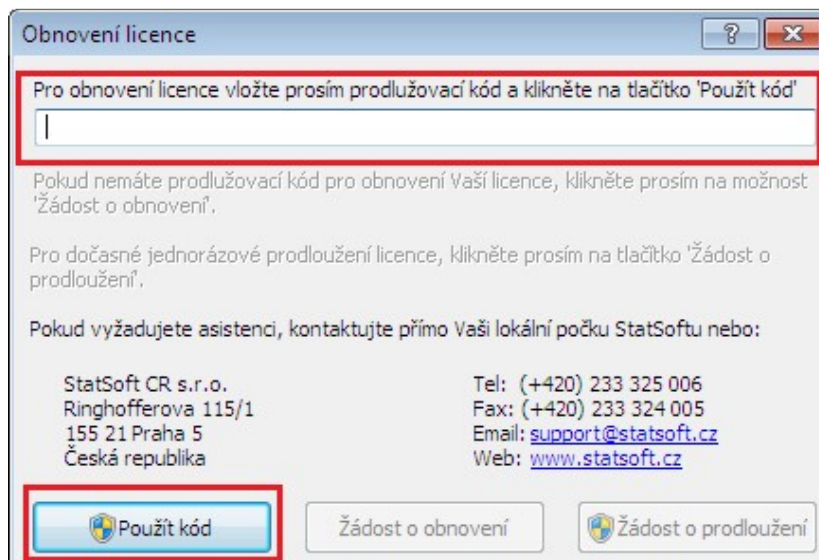 Obnovení licence
Pro obnovení licence vložte prosím prodlužovací kód a klikněte na tlačítko 'Použít kód'
Pokud nemáte prodlužovací kód pro obnovení Vaší licence, klikněte prosím na možnost
'Žádost o obnovení'.
Pro dočasné jednorázové prodloužení licence, klikněte prosím na tlačítko 'Žádost o
prodloužení'.
Pokud vyžadujete asistenci, kontaktujte přímo Vaši lokální počku StatSoftu nebo:
StatSoft CR s.r.o.
Ringhofferova 115/1
155 21 Praha 5
Česká republika
Tel: (+420) 233 325 006
Fax: (+420) 233 324 005
Email: support@statsoft.cz
Web: www.statsoft.cz
Použít kód
Žádost o obnovení
Žádost o prodloužení